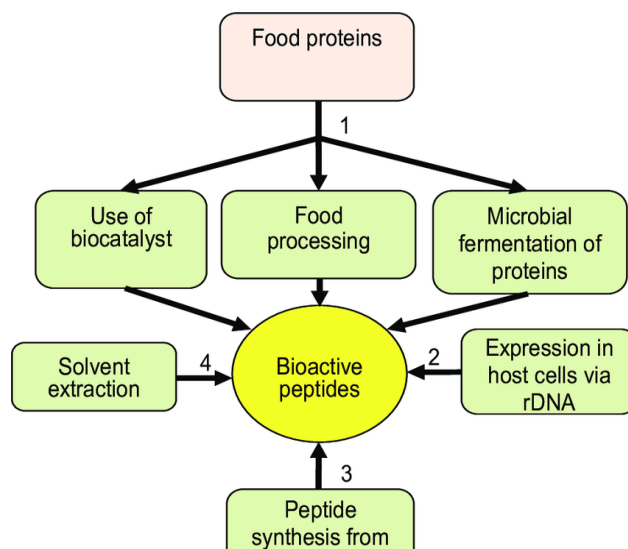 Food proteins
1
Use of
biocatalyst
Food
processing
Microbial
fermentation of
proteins
Solvent
extraction
4
Bioactive
peptides
2
Expression in
host cells via
rDNA
3
Peptide
synthesis from